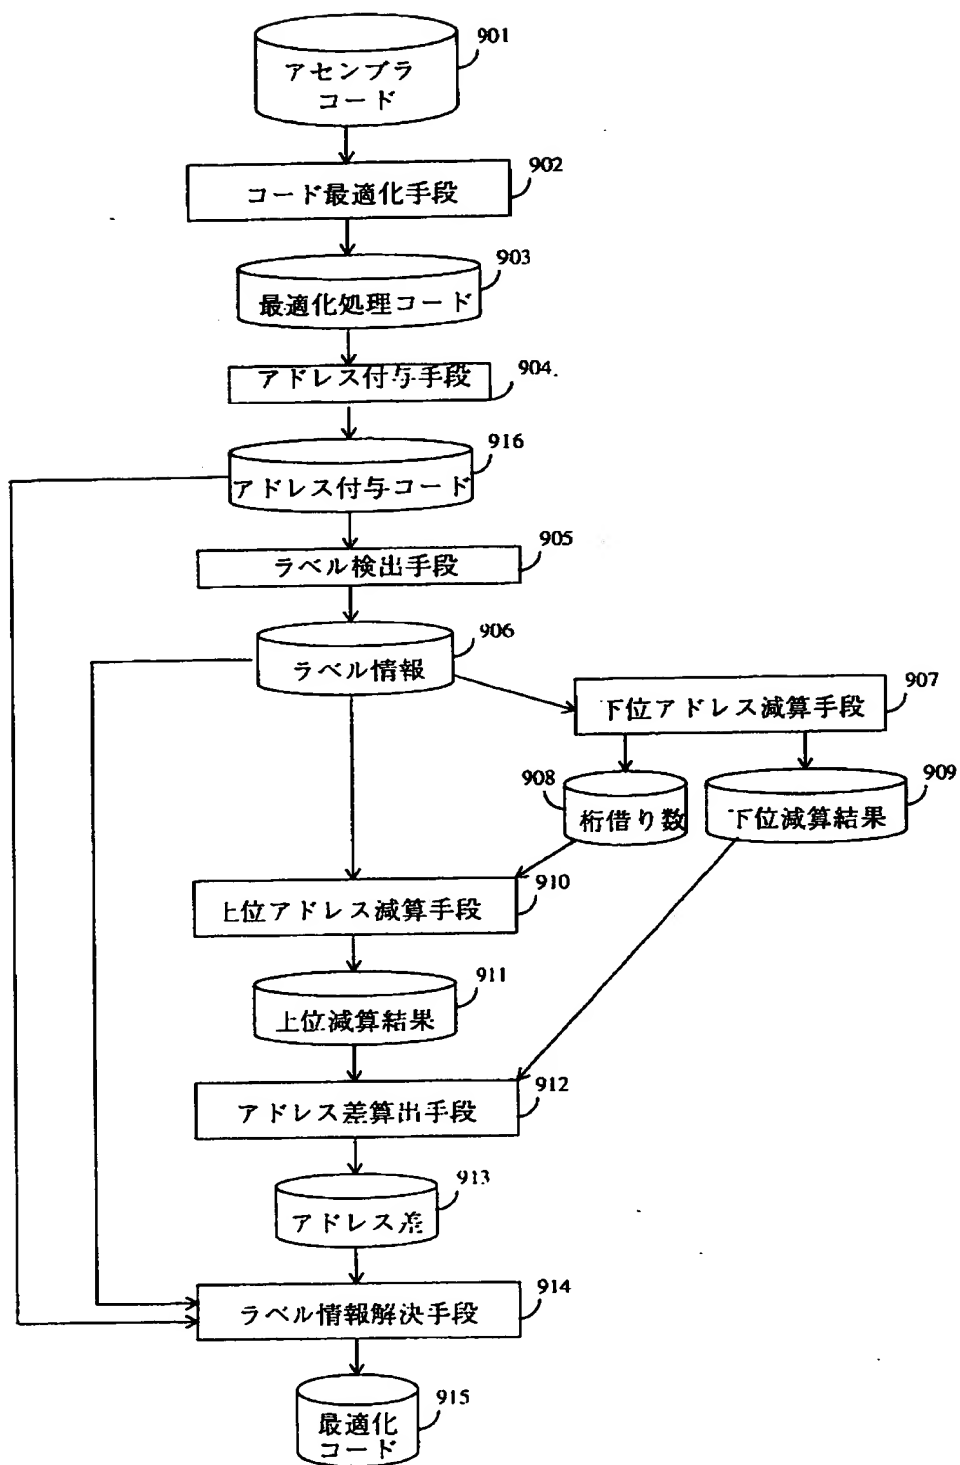 901
アセンブラ
コード
902
コード最適化手段
903
最適化処理コード
アドレス付与手段
904.
916
アドレス付与コード
905
ラベル検出手段
906
ラベル情報
907
下位アドレス減算手段
908
桁借り数
909
下位減算結果
910
上位アドレス減算手段
911
上位減算結果
912
アドレス差算出手段
913
アドレス差
914
ラベル情報解決手段
915
最適化
コード